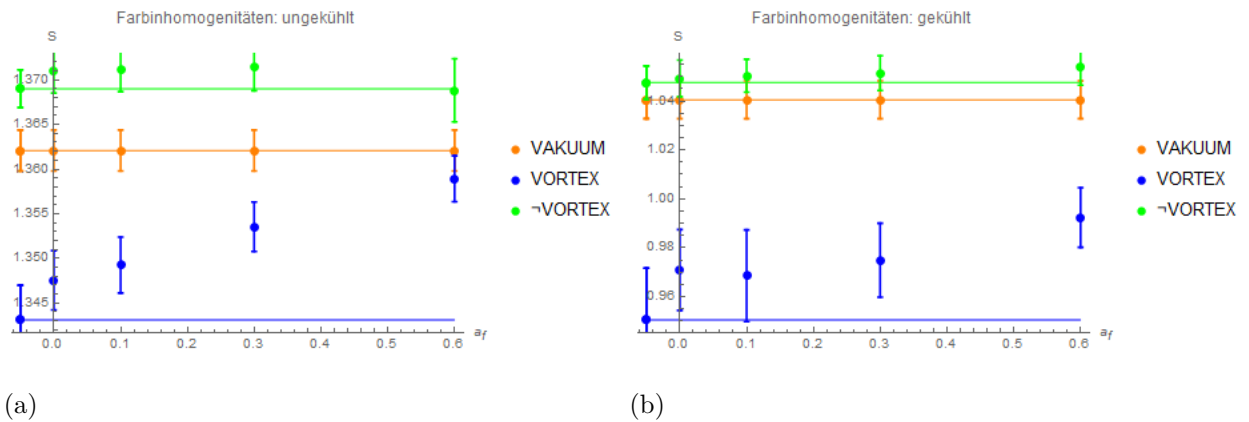 Farbinhomogenitäten: ungekühlt
S
1.370
1.365
1.360
1.355
1.350
1.345
0.0 0.1 0.2 0.3 0.4 0.5 0.6
a_f
VAKUUM
VORTEX
¬VORTEX
(a)
Farbinhomogenitäten: gekühlt
S
1.04
1.02
1.00
0.98
0.96
0.0 0.1 0.2 0.3 0.4 0.5 0.6
a_f
VAKUUM
VORTEX
¬VORTEX
(b)